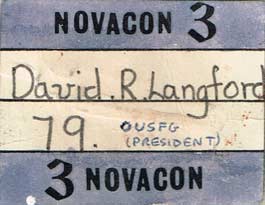 NOVACON 3
David.R.Langford
79. OUSFG
(PRESIDENT)
3 NOVACON